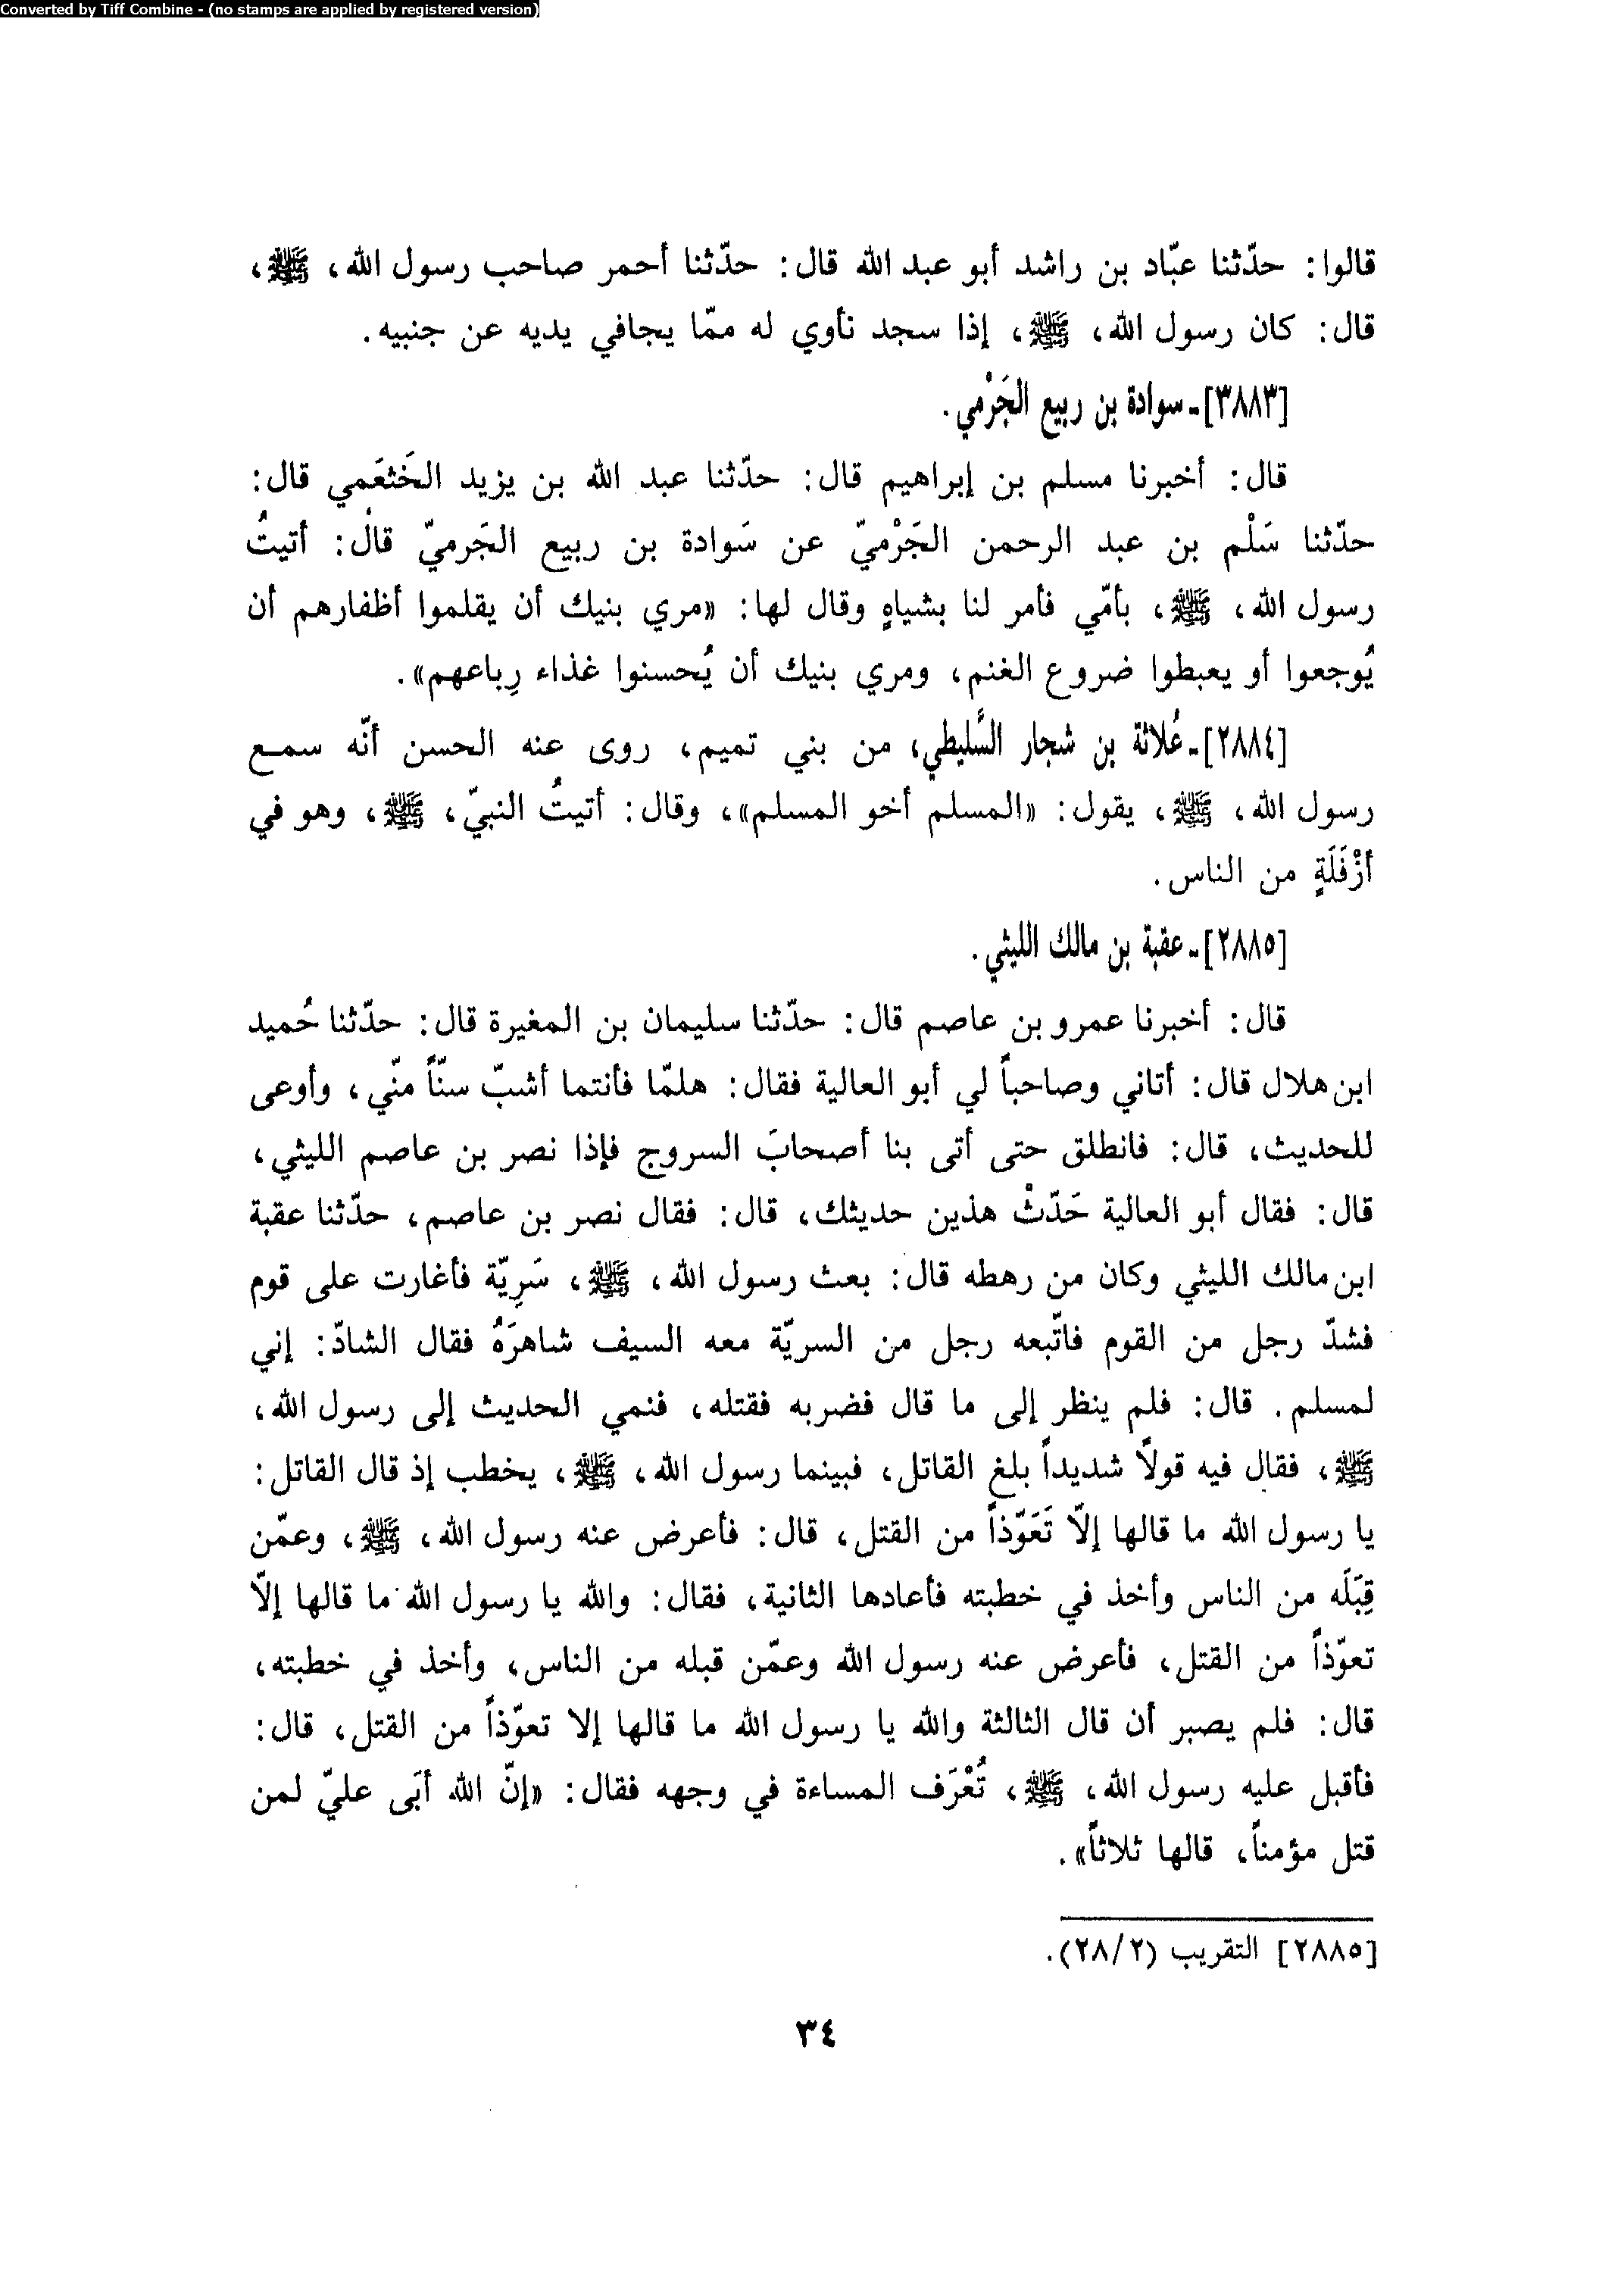 Converted by Tiff Combine - (no stamps are applied by registered version)
قالوا: حدّثنا عبّاد بن راشد أبو عبد الله قال: حدّثنا أحمر صاحب رسول الله، ﷺ،
قال: كان رسول الله، ﷺ، إذا سجد نأوي له ممّا يجافي يديه عن جنبيه.
[٣٨٨٣]ـ سوادة بن ربيع الجَرْمي.
قال: أخبرنا مسلم بن إبراهيم قال: حدّثنا عبد الله بن يزيد الخَثعَمي قال:
حدّثنا سَلْم بن عبد الرحمن الجَرْميّ عن سَوادة بن ربيع الجَرميّ قال: أتيتُ
رسول الله، ﷺ، بأمّي فأمر لنا بشياهٍ وقال لها: «مري بنيك أن يقلموا أظفارهم أن
يُوجعوا أو يعبطوا ضروع الغنم، ومري بنيك أن يُحسنوا غذاء رِباعهم».
[٢٨٨٤]ـ عُلاثة بن شجار السَّليطي، من بني تميم، روى عنه الحسن أنّه سمع
رسول الله، ﷺ، يقول: «المسلم أخو المسلم»، وقال: أتيتُ النبيّ، ﷺ، وهو في
أزْفَلَةٍ من الناس.
[٢٨٨٥]ـ عقبة بن مالك الليثي.
قال: أخبرنا عمرو بن عاصم قال: حدّثنا سليمان بن المغيرة قال: حدّثنا حُميد
ابن هلال قال: أتاني وصاحباً لي أبو العالية فقال: هلمّا فأنتما أشبّ سنّاً منّي، وأوعى
للحديث، قال: فانطلق حتى أتى بنا أصحابَ السروج فإذا نصر بن عاصم الليثي،
قال: فقال أبو العالية حَدّثْ هذين حديثك، قال: فقال نصر بن عاصم، حدّثنا عقبة
ابن مالك الليثي وكان من رهطه قال: بعث رسول الله، ﷺ، سَرِيّة فأغارت على قوم
فشدّ رجل من القوم فاتّبعه رجل من السريّة معه السيف شاهرَهُ فقال الشادّ: إني
لمسلم. قال: فلم ينظر إلى ما قال فضربه فقتله، فنمي الحديث إلى رسول الله،
ﷺ، فقال فيه قولاً شديداً بلغ القاتل، فبينما رسول الله، ﷺ، يخطب إذ قال القاتل:
يا رسول الله ما قالها إلّا تَعَوّذاً من القتل، قال: فأعرض عنه رسول الله، ﷺ، وعمّن
قِبَلَه من الناس وأخذ في خطبته فأعادها الثانية، فقال: والله يا رسول الله ما قالها إلّا
تعوّذاً من القتل، فأعرض عنه رسول الله وعمّن قبله من الناس، وأخذ في خطبته،
قال: فلم يصبر أن قال الثالثة والله يا رسول الله ما قالها إلا تعوّذاً من القتل، قال:
فأقبل عليه رسول الله، ﷺ، تُعْرَف المساءة في وجهه فقال: «إنّ الله أبَى عليّ لمن
قتل مؤمناً، قالها ثلاثاً».
[٢٨٨٥] التقريب (٢٨/٢).
٣٤